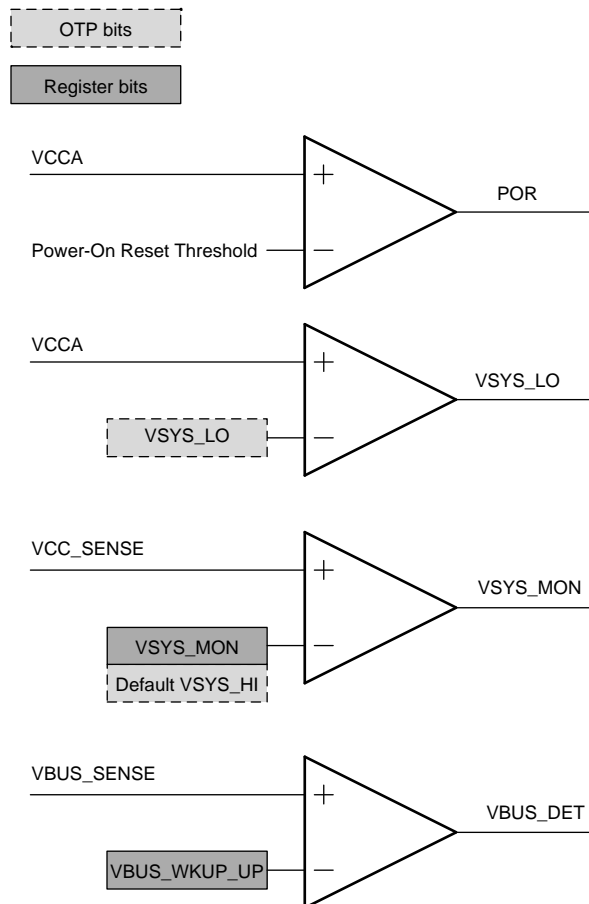 OTP bits
Register bits
VCCA
+
POR
Power-On Reset Threshold
−
VCCA
+
VSYS_LO
VSYS_LO
−
VCC_SENSE
+
VSYS_MON
VSYS_MON
−
Default VSYS_HI
VBUS_SENSE
+
VBUS_DET
VBUS_WKUP_UP
−